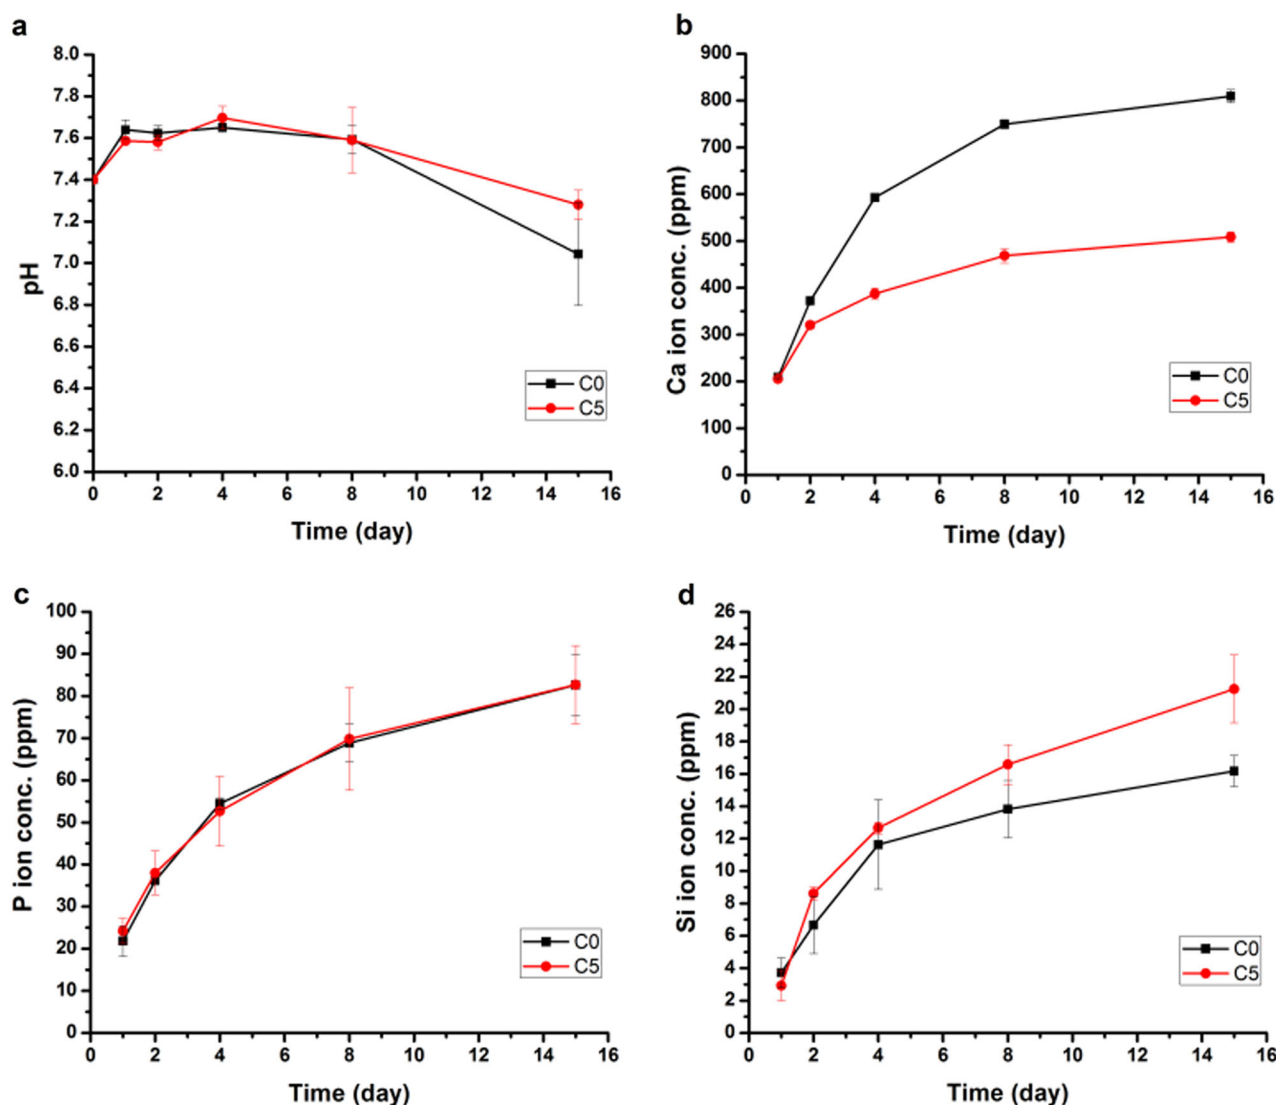 a
8.0
7.8
7.6
7.4
7.2
7.0
6.8
6.6
6.4
6.2
6.0
pH
0 2 4 6 8 10 12 14 16
Time (day)
C0
C5
b
900
800
700
600
500
400
300
200
100
0
Ca ion conc. (ppm)
0 2 4 6 8 10 12 14 16
Time (day)
C0
C5
c
100
90
80
70
60
50
40
30
20
10
0
P ion conc. (ppm)
0 2 4 6 8 10 12 14 16
Time (day)
C0
C5
d
26
24
22
20
18
16
14
12
10
8
6
4
2
0
Si ion conc. (ppm)
0 2 4 6 8 10 12 14 16
Time (day)
C0
C5